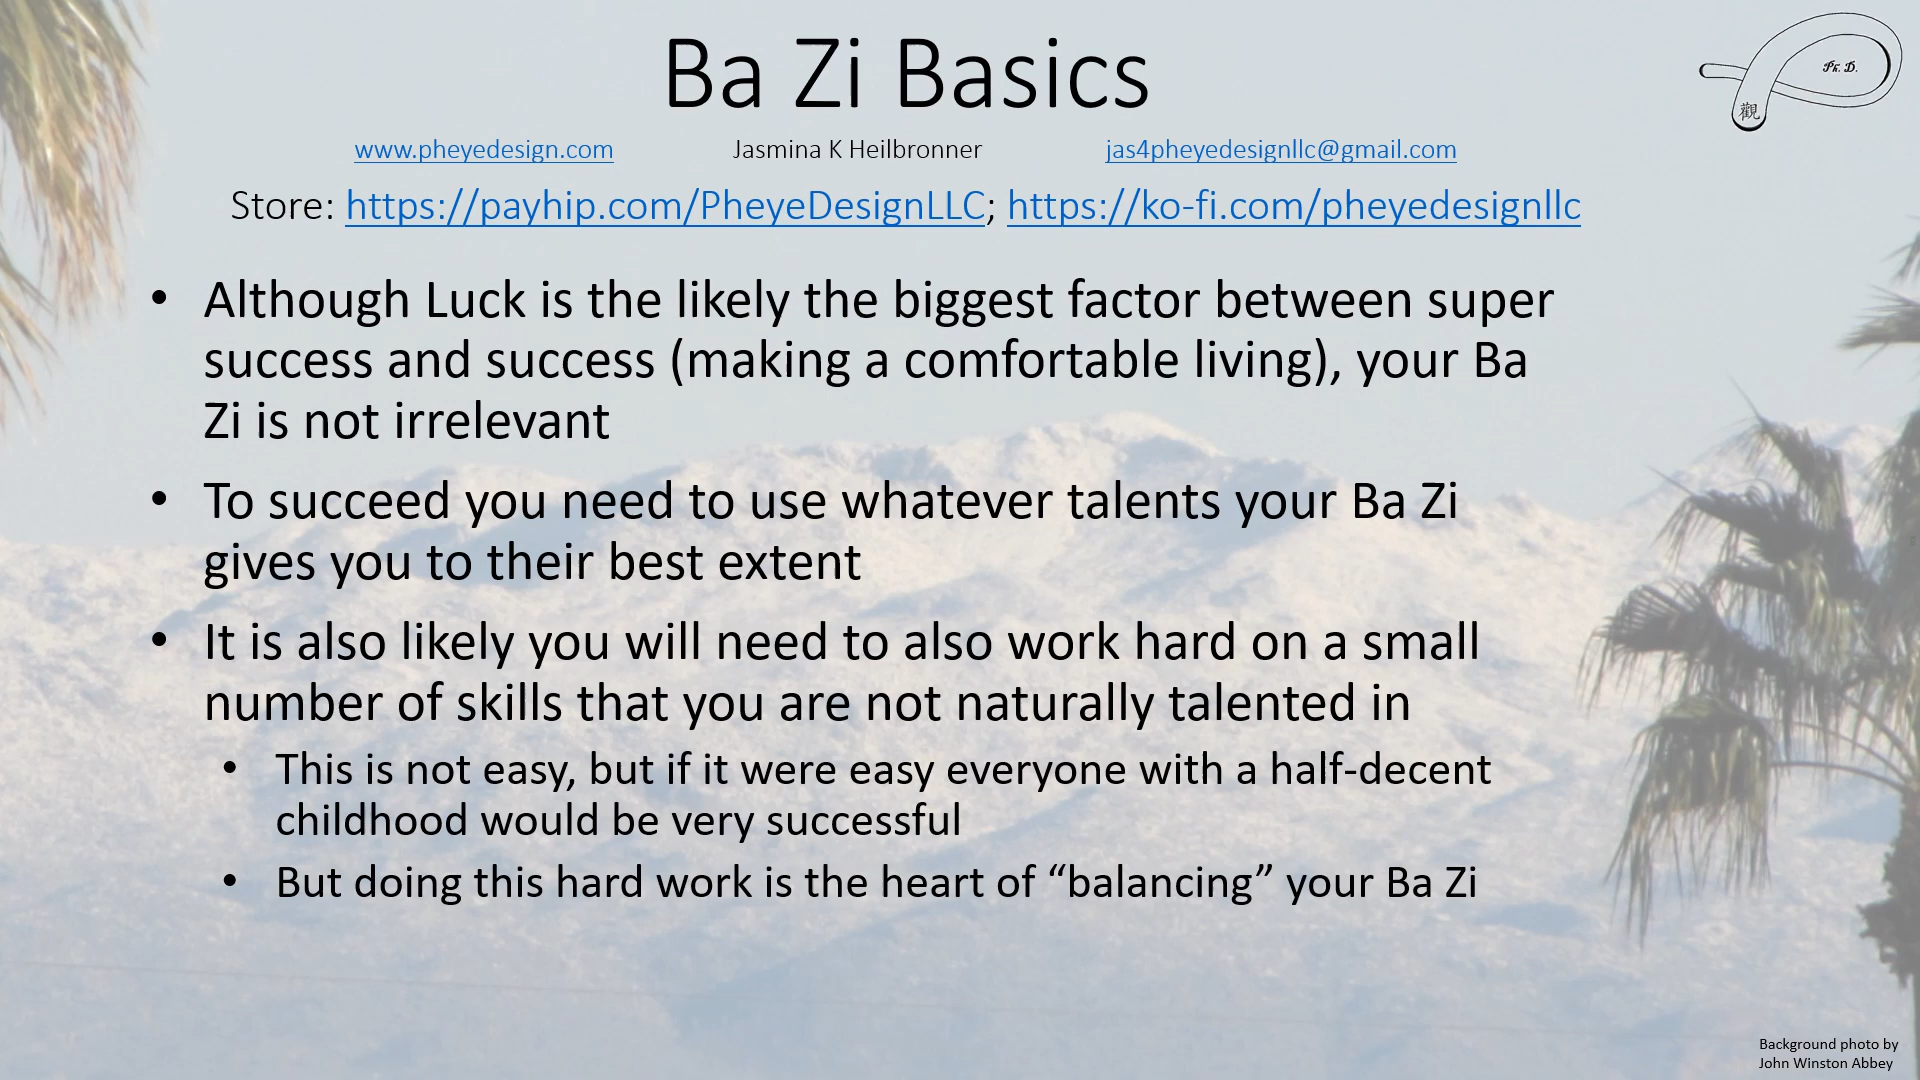 Ba Zi Basics
Ph. D.
觀
www.pheyedesign.com Jasmina K Heilbronner jas4pheyedesignllc@gmail.com
Store: https://payhip.com/PheyeDesignLLC; https://ko-fi.com/pheyedesignllc
• Although Luck is the likely the biggest factor between super
success and success (making a comfortable living), your Ba
Zi is not irrelevant
• To succeed you need to use whatever talents your Ba Zi
gives you to their best extent
• It is also likely you will need to also work hard on a small
number of skills that you are not naturally talented in
• This is not easy, but if it were easy everyone with a half-decent
childhood would be very successful
• But doing this hard work is the heart of “balancing” your Ba Zi
Background photo by
John Winston Abbey